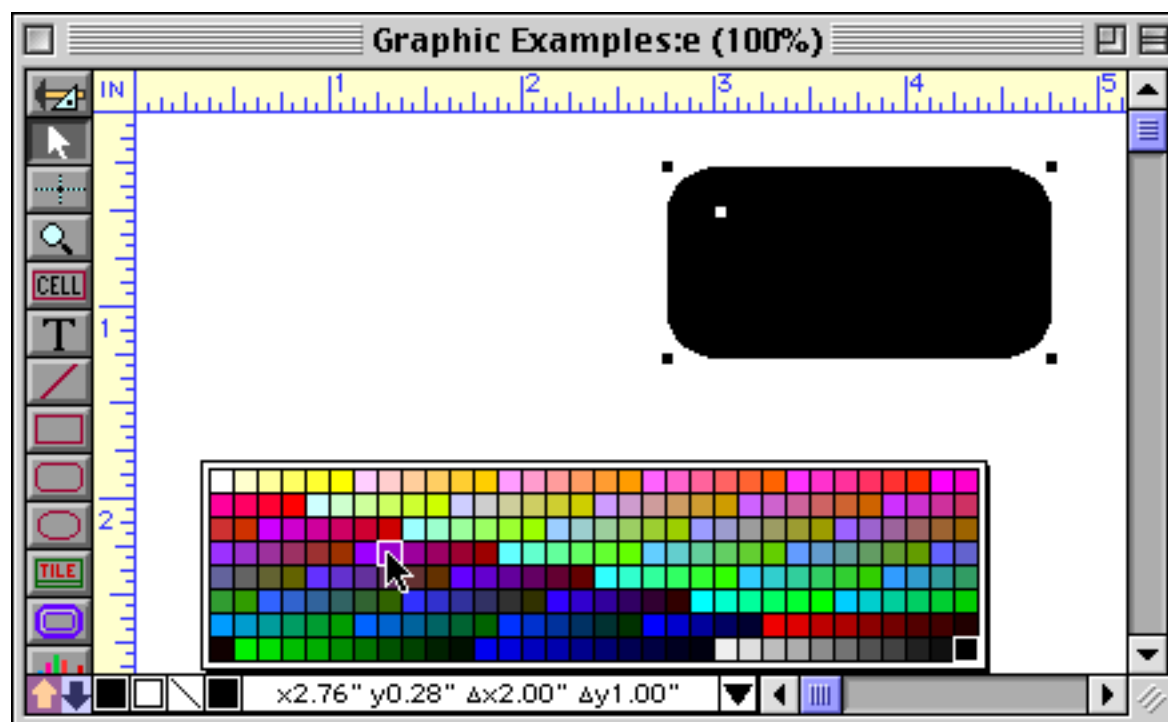 Graphic Examples:e (100%)
IN 1 2 3 4 5
CELL
T
1
2
TILE
x2.76" y0.28" Δx2.00" Δy1.00"